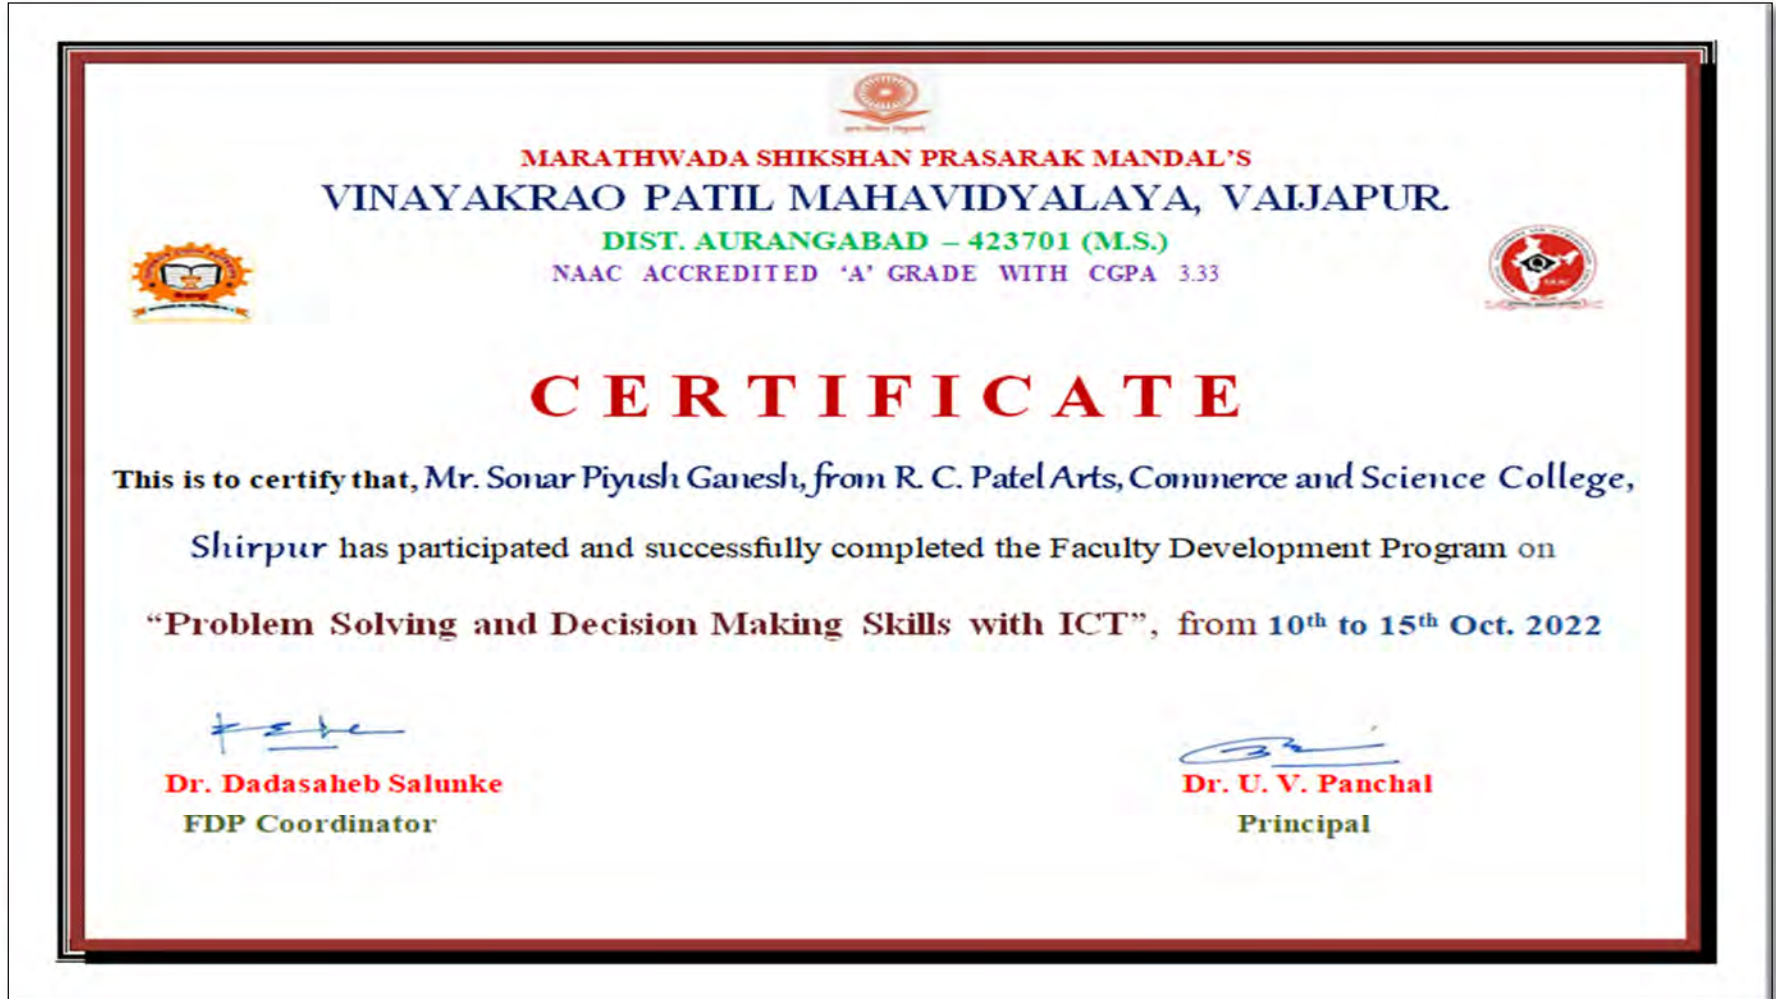 MARATHWADA SHIKSHAN PRASARAK MANDAL'S
VINAYAKRAO PATIL MAHAVIDYALAYA, VAIJAPUR.
DIST. AURANGABAD – 423701 (M.S.)
NAAC ACCREDITED 'A' GRADE WITH CGPA 3.33
CERTIFICATE
This is to certify that, Mr. Sonar Piyush Ganesh, from R. C. Patel Arts, Commerce and Science College,
Shirpur has participated and successfully completed the Faculty Development Program on
“Problem Solving and Decision Making Skills with ICT”, from 10th to 15th Oct. 2022
Dr. Dadasaheb Salunke
FDP Coordinator
Dr. U. V. Panchal
Principal